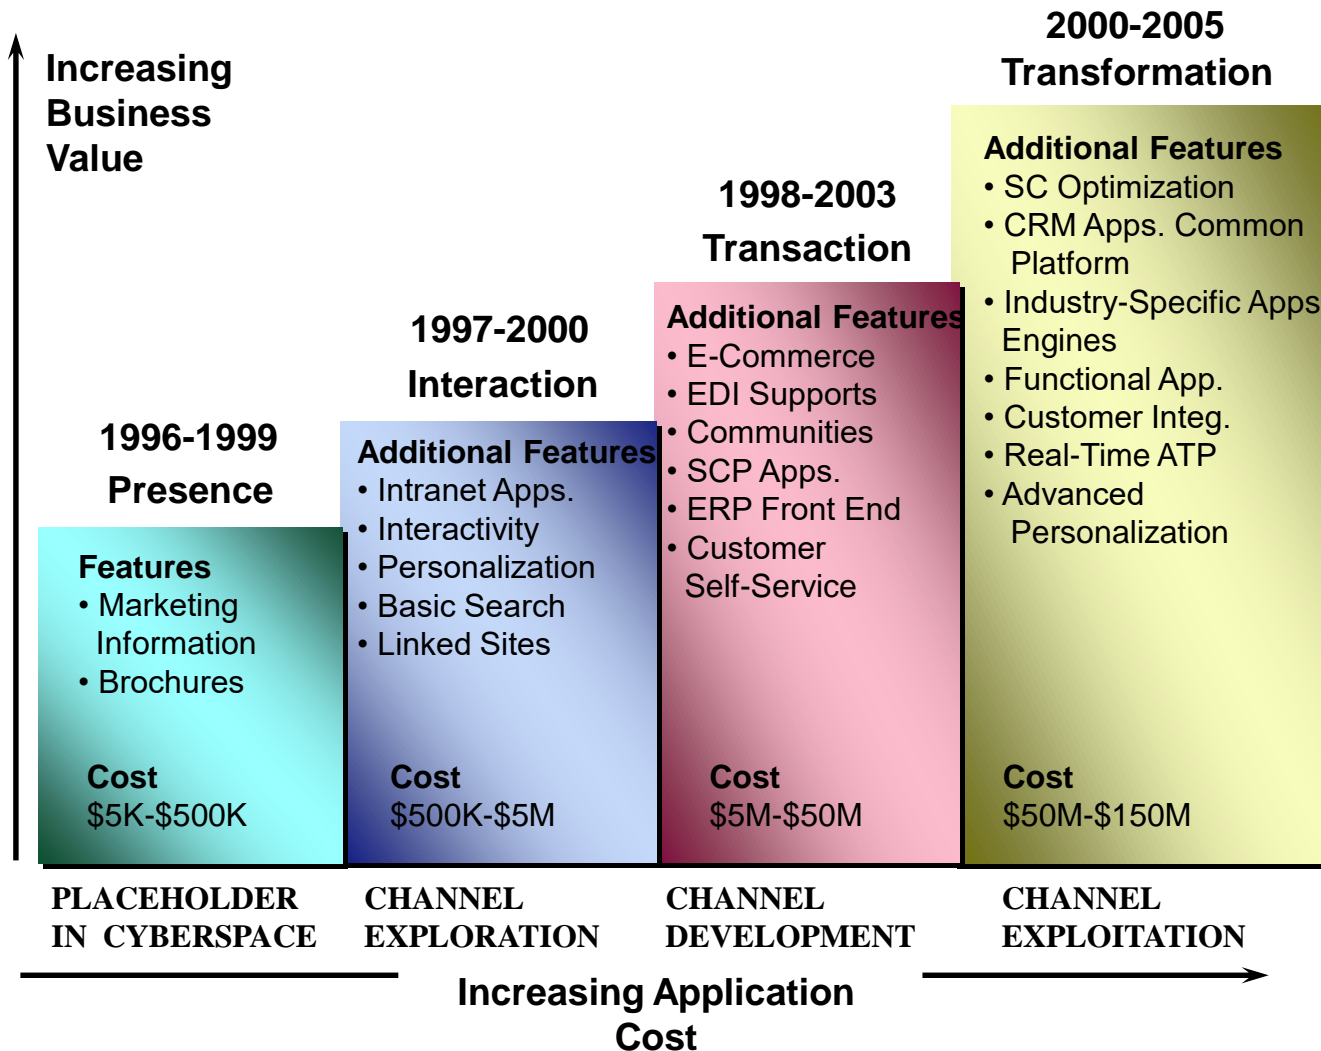 Increasing
Business
Value
1996-1999
Presence
Features
• Marketing
Information
• Brochures
Cost
$5K-$500K
PLACEHOLDER
IN CYBERSPACE
1997-2000
Interaction
Additional Features
• Intranet Apps.
• Interactivity
• Personalization
• Basic Search
• Linked Sites
Cost
$500K-$5M
CHANNEL
EXPLORATION
1998-2003
Transaction
Additional Features
• E-Commerce
• EDI Supports
• Communities
• SCP Apps.
• ERP Front End
• Customer
Self-Service
Cost
$5M-$50M
CHANNEL
DEVELOPMENT
2000-2005
Transformation
Additional Features
• SC Optimization
• CRM Apps. Common
Platform
• Industry-Specific Apps
Engines
• Functional App.
• Customer Integ.
• Real-Time ATP
• Advanced
Personalization
Cost
$50M-$150M
CHANNEL
EXPLOITATION
Increasing Application
Cost